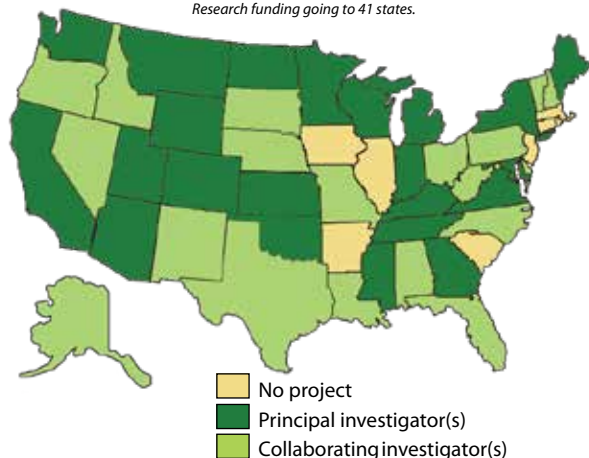 Research funding going to 41 states.
No project
Principal investigator(s)
Collaborating investigator(s)